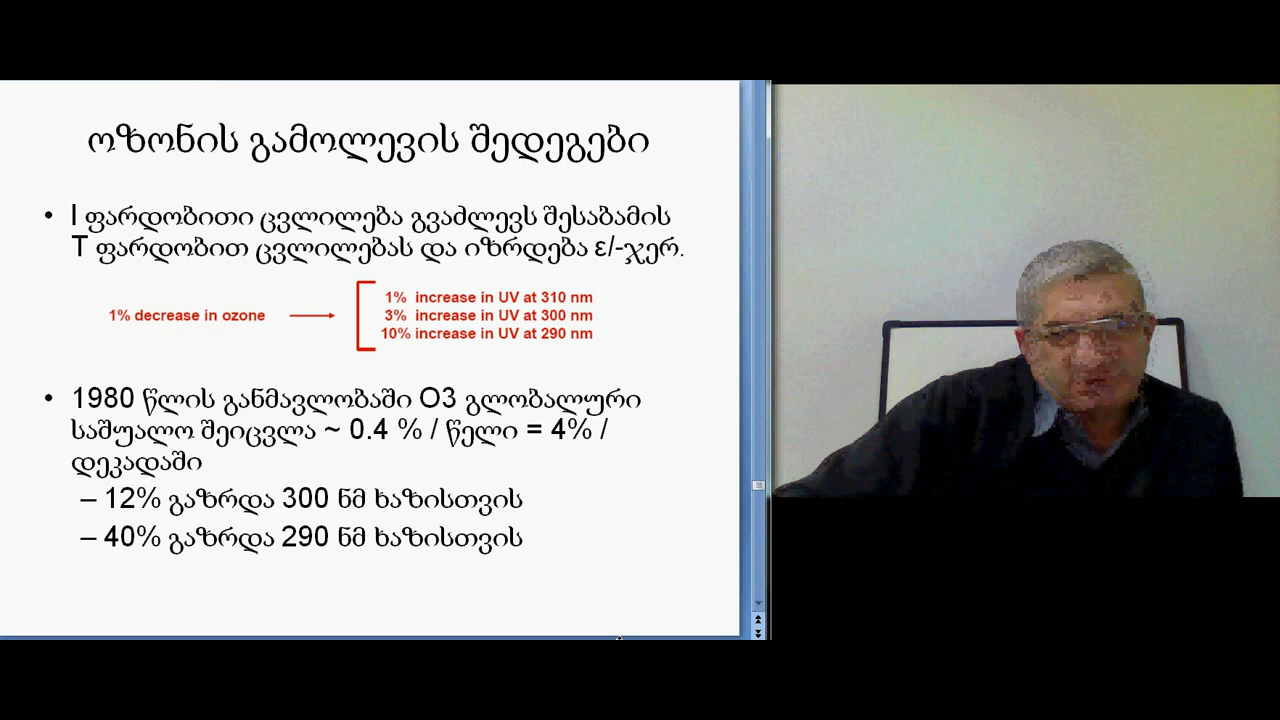 ოზონის გამოლევის შედეგები
• I ფარდობითი ცვლილება გვაძლევს შესაბამის
T ფარდობით ცვლილებას და იზრდება ε/-ჯერ.
1% decrease in ozone
1% increase in UV at 310 nm
3% increase in UV at 300 nm
10% increase in UV at 290 nm
• 1980 წლის განმავლობაში O3 გლობალური
საშუალო შეიცვლა ~ 0.4 % / წელი = 4% /
დეკადაში
– 12% გაზრდა 300 ნმ ხაზისთვის
– 40% გაზრდა 290 ნმ ხაზისთვის